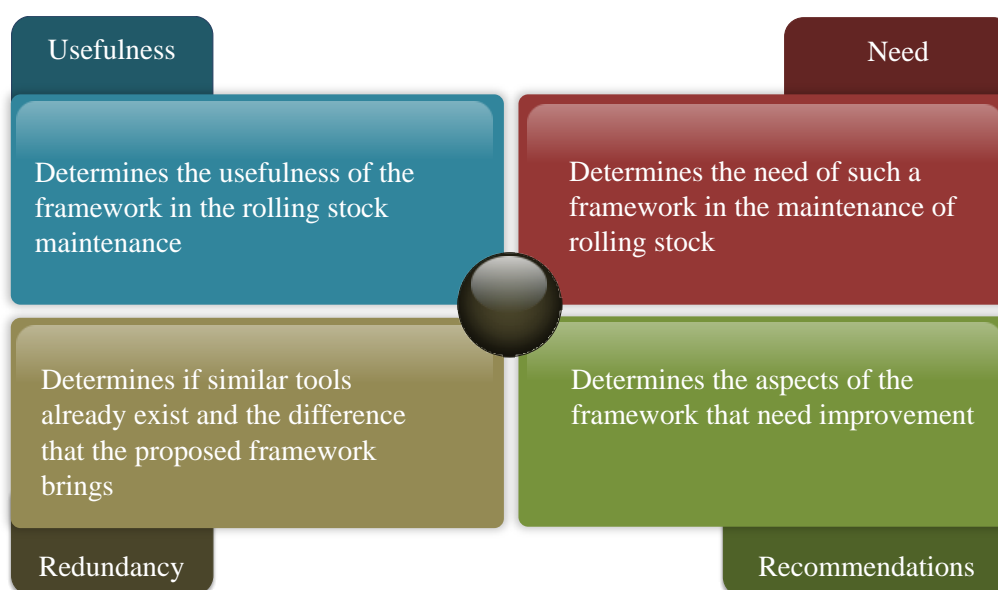 Usefulness
Need
Determines the usefulness of the
framework in the rolling stock
maintenance
Determines the need of such a
framework in the maintenance of
rolling stock
Determines if similar tools
already exist and the difference
that the proposed framework
brings
Determines the aspects of the
framework that need improvement
Redundancy
Recommendations